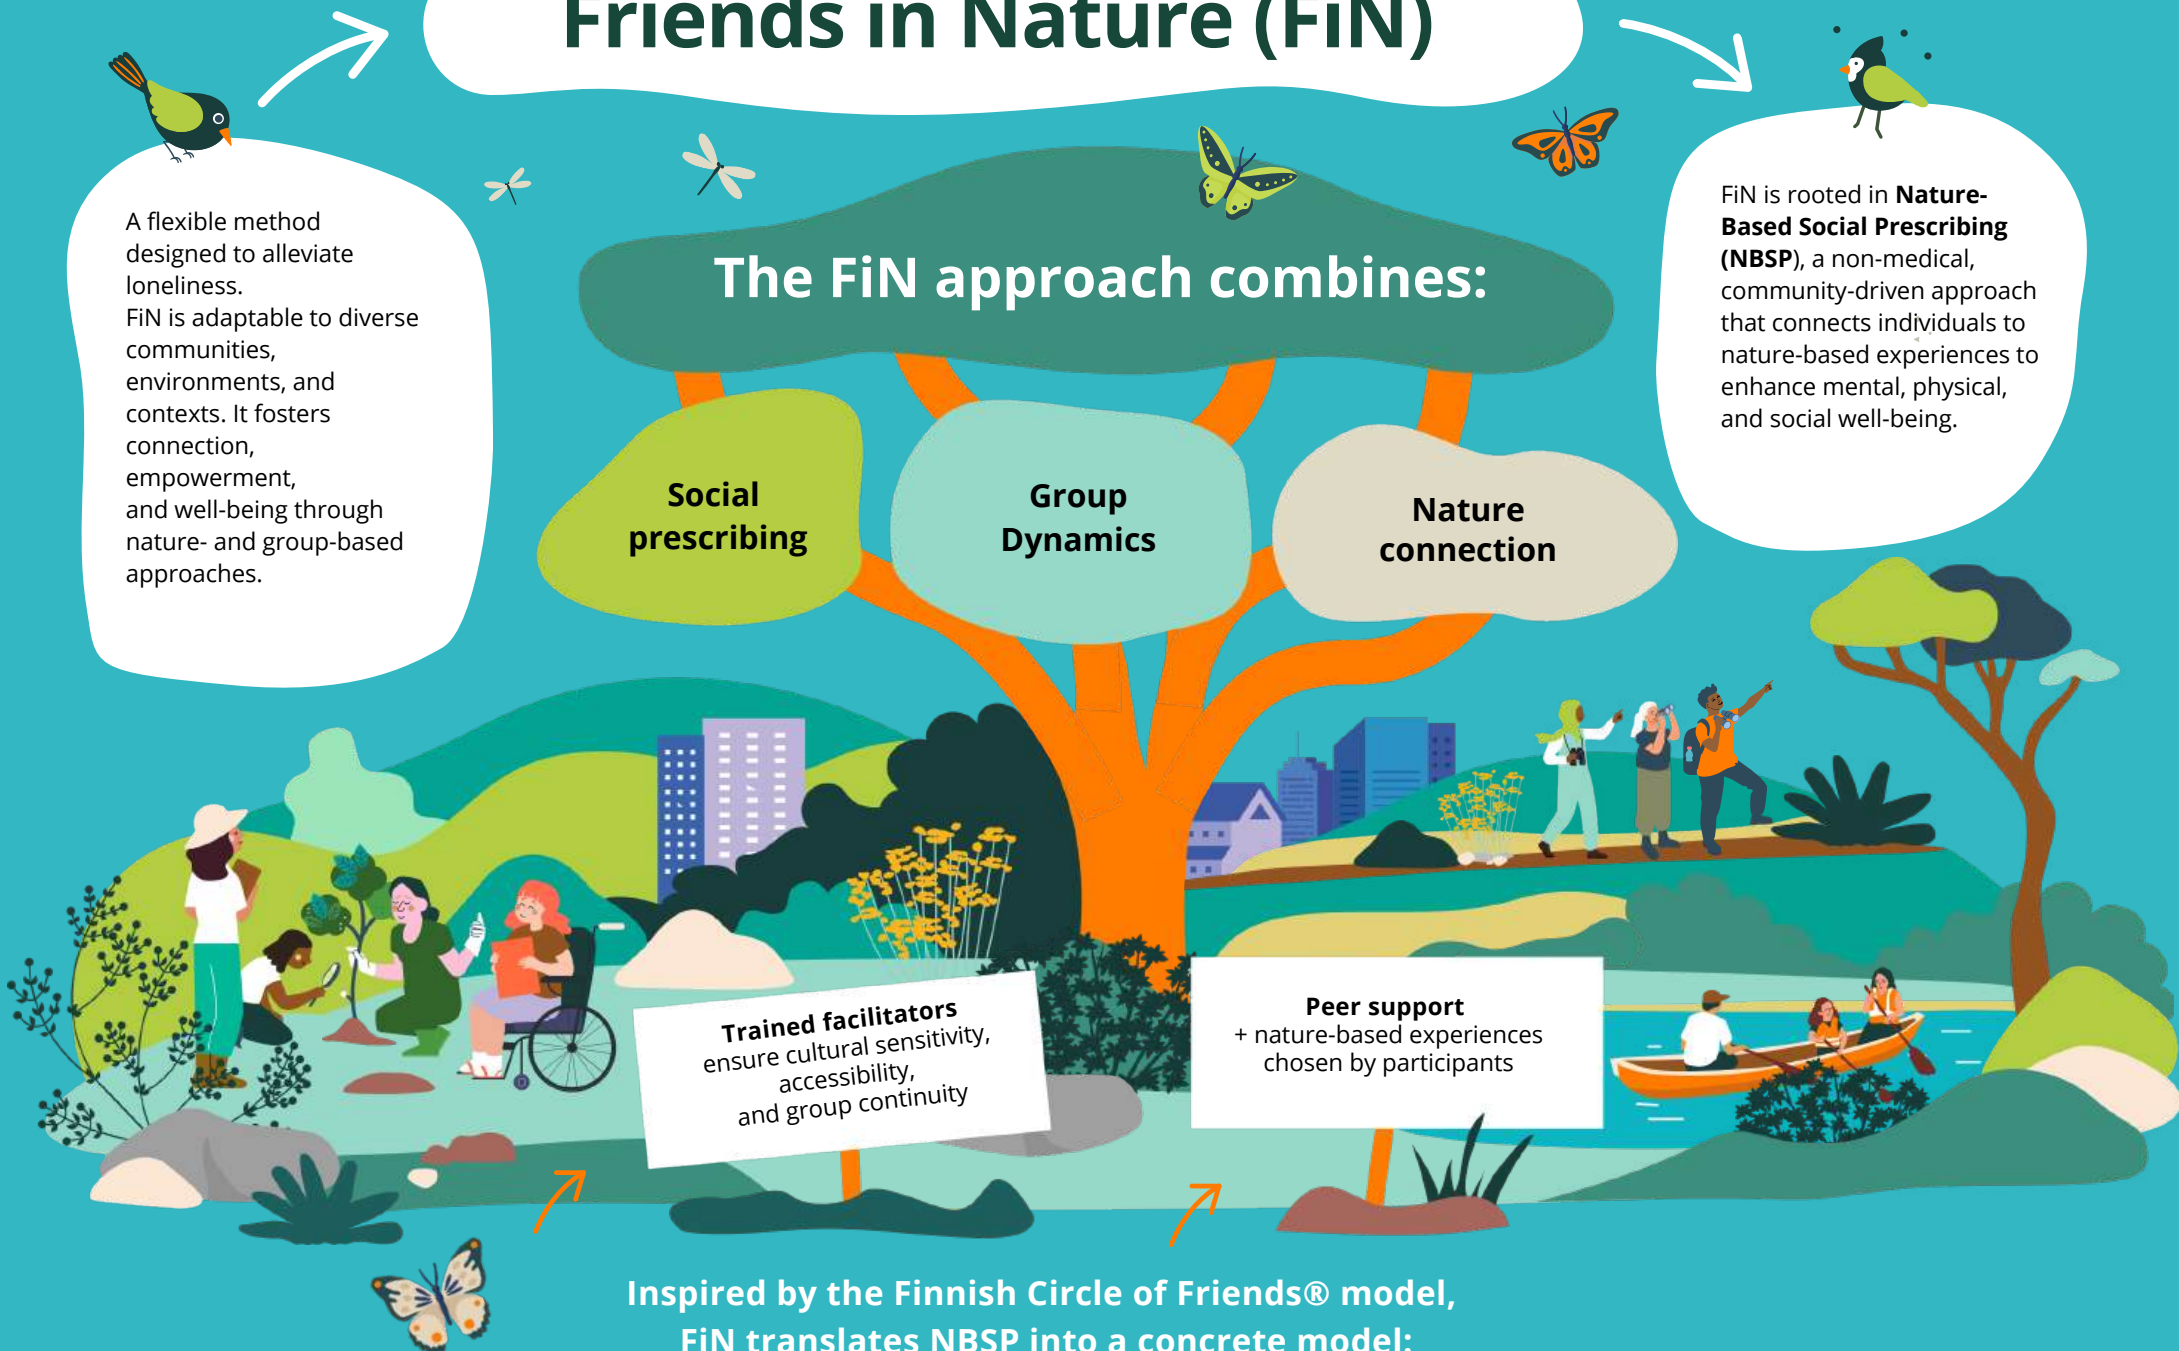 Friends in Nature (FiN)
A flexible method
designed to alleviate
loneliness.
FiN is adaptable to diverse
communities,
environments, and
contexts. It fosters
connection,
empowerment,
and well-being through
nature- and group-based
approaches.
FiN is rooted in Nature-
Based Social Prescribing
(NBSP), a non-medical,
community-driven approach
that connects individuals to
nature-based experiences to
enhance mental, physical,
and social well-being.
The FiN approach combines:
Social
prescribing
Group
Dynamics
Nature
connection
Trained facilitators
ensure cultural sensitivity,
accessibility,
and group continuity
Peer support
+ nature-based experiences
chosen by participants
Inspired by the Finnish Circle of Friends® model,
FiN translates NBSP into a concrete model: